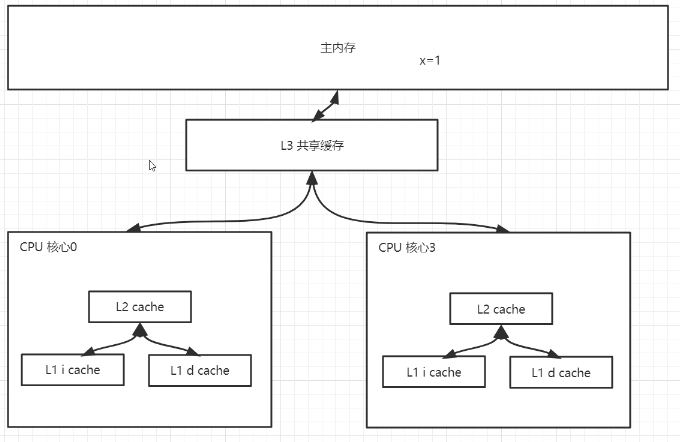 主内存
x=1
L3 共享缓存
CPU 核心0
CPU 核心3
L2 cache
L2 cache
L1 i cache
L1 d cache
L1 i cache
L1 d cache